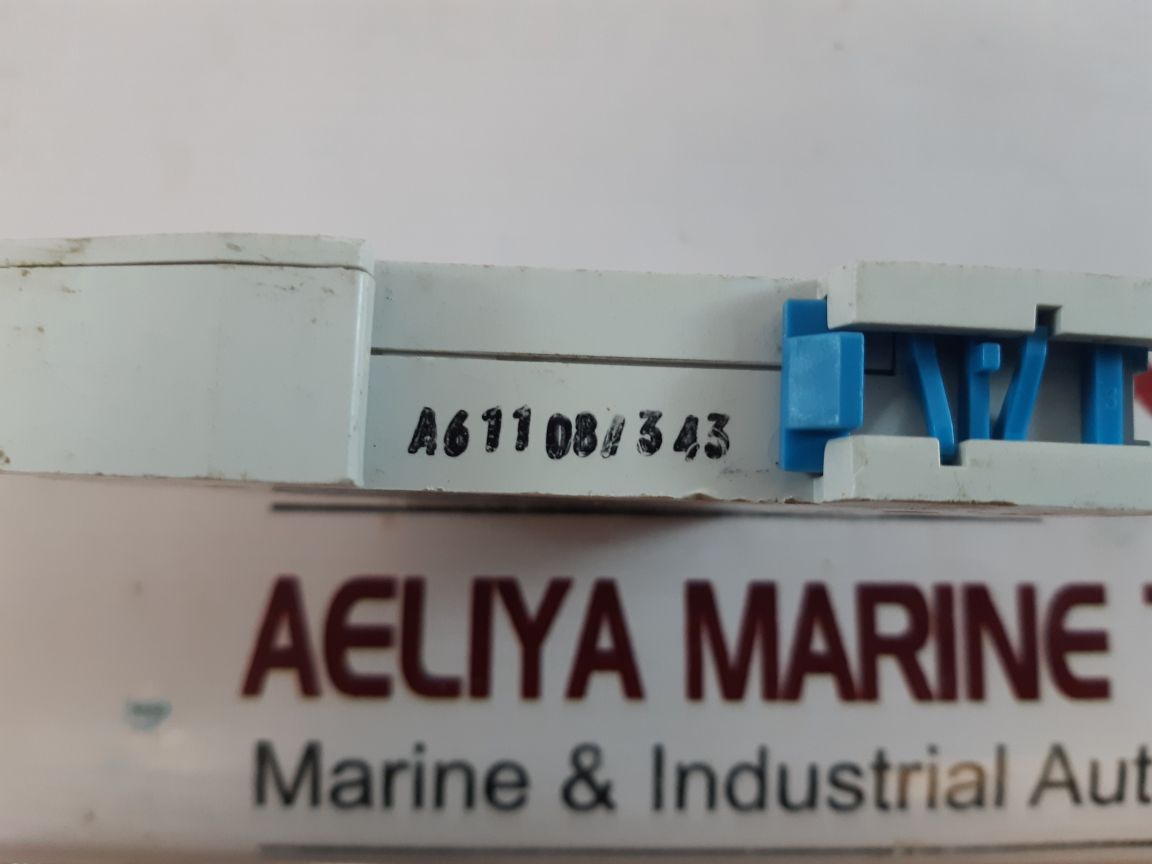 A61108/343
AELIYA MARINE
Marine & Industrial Aut